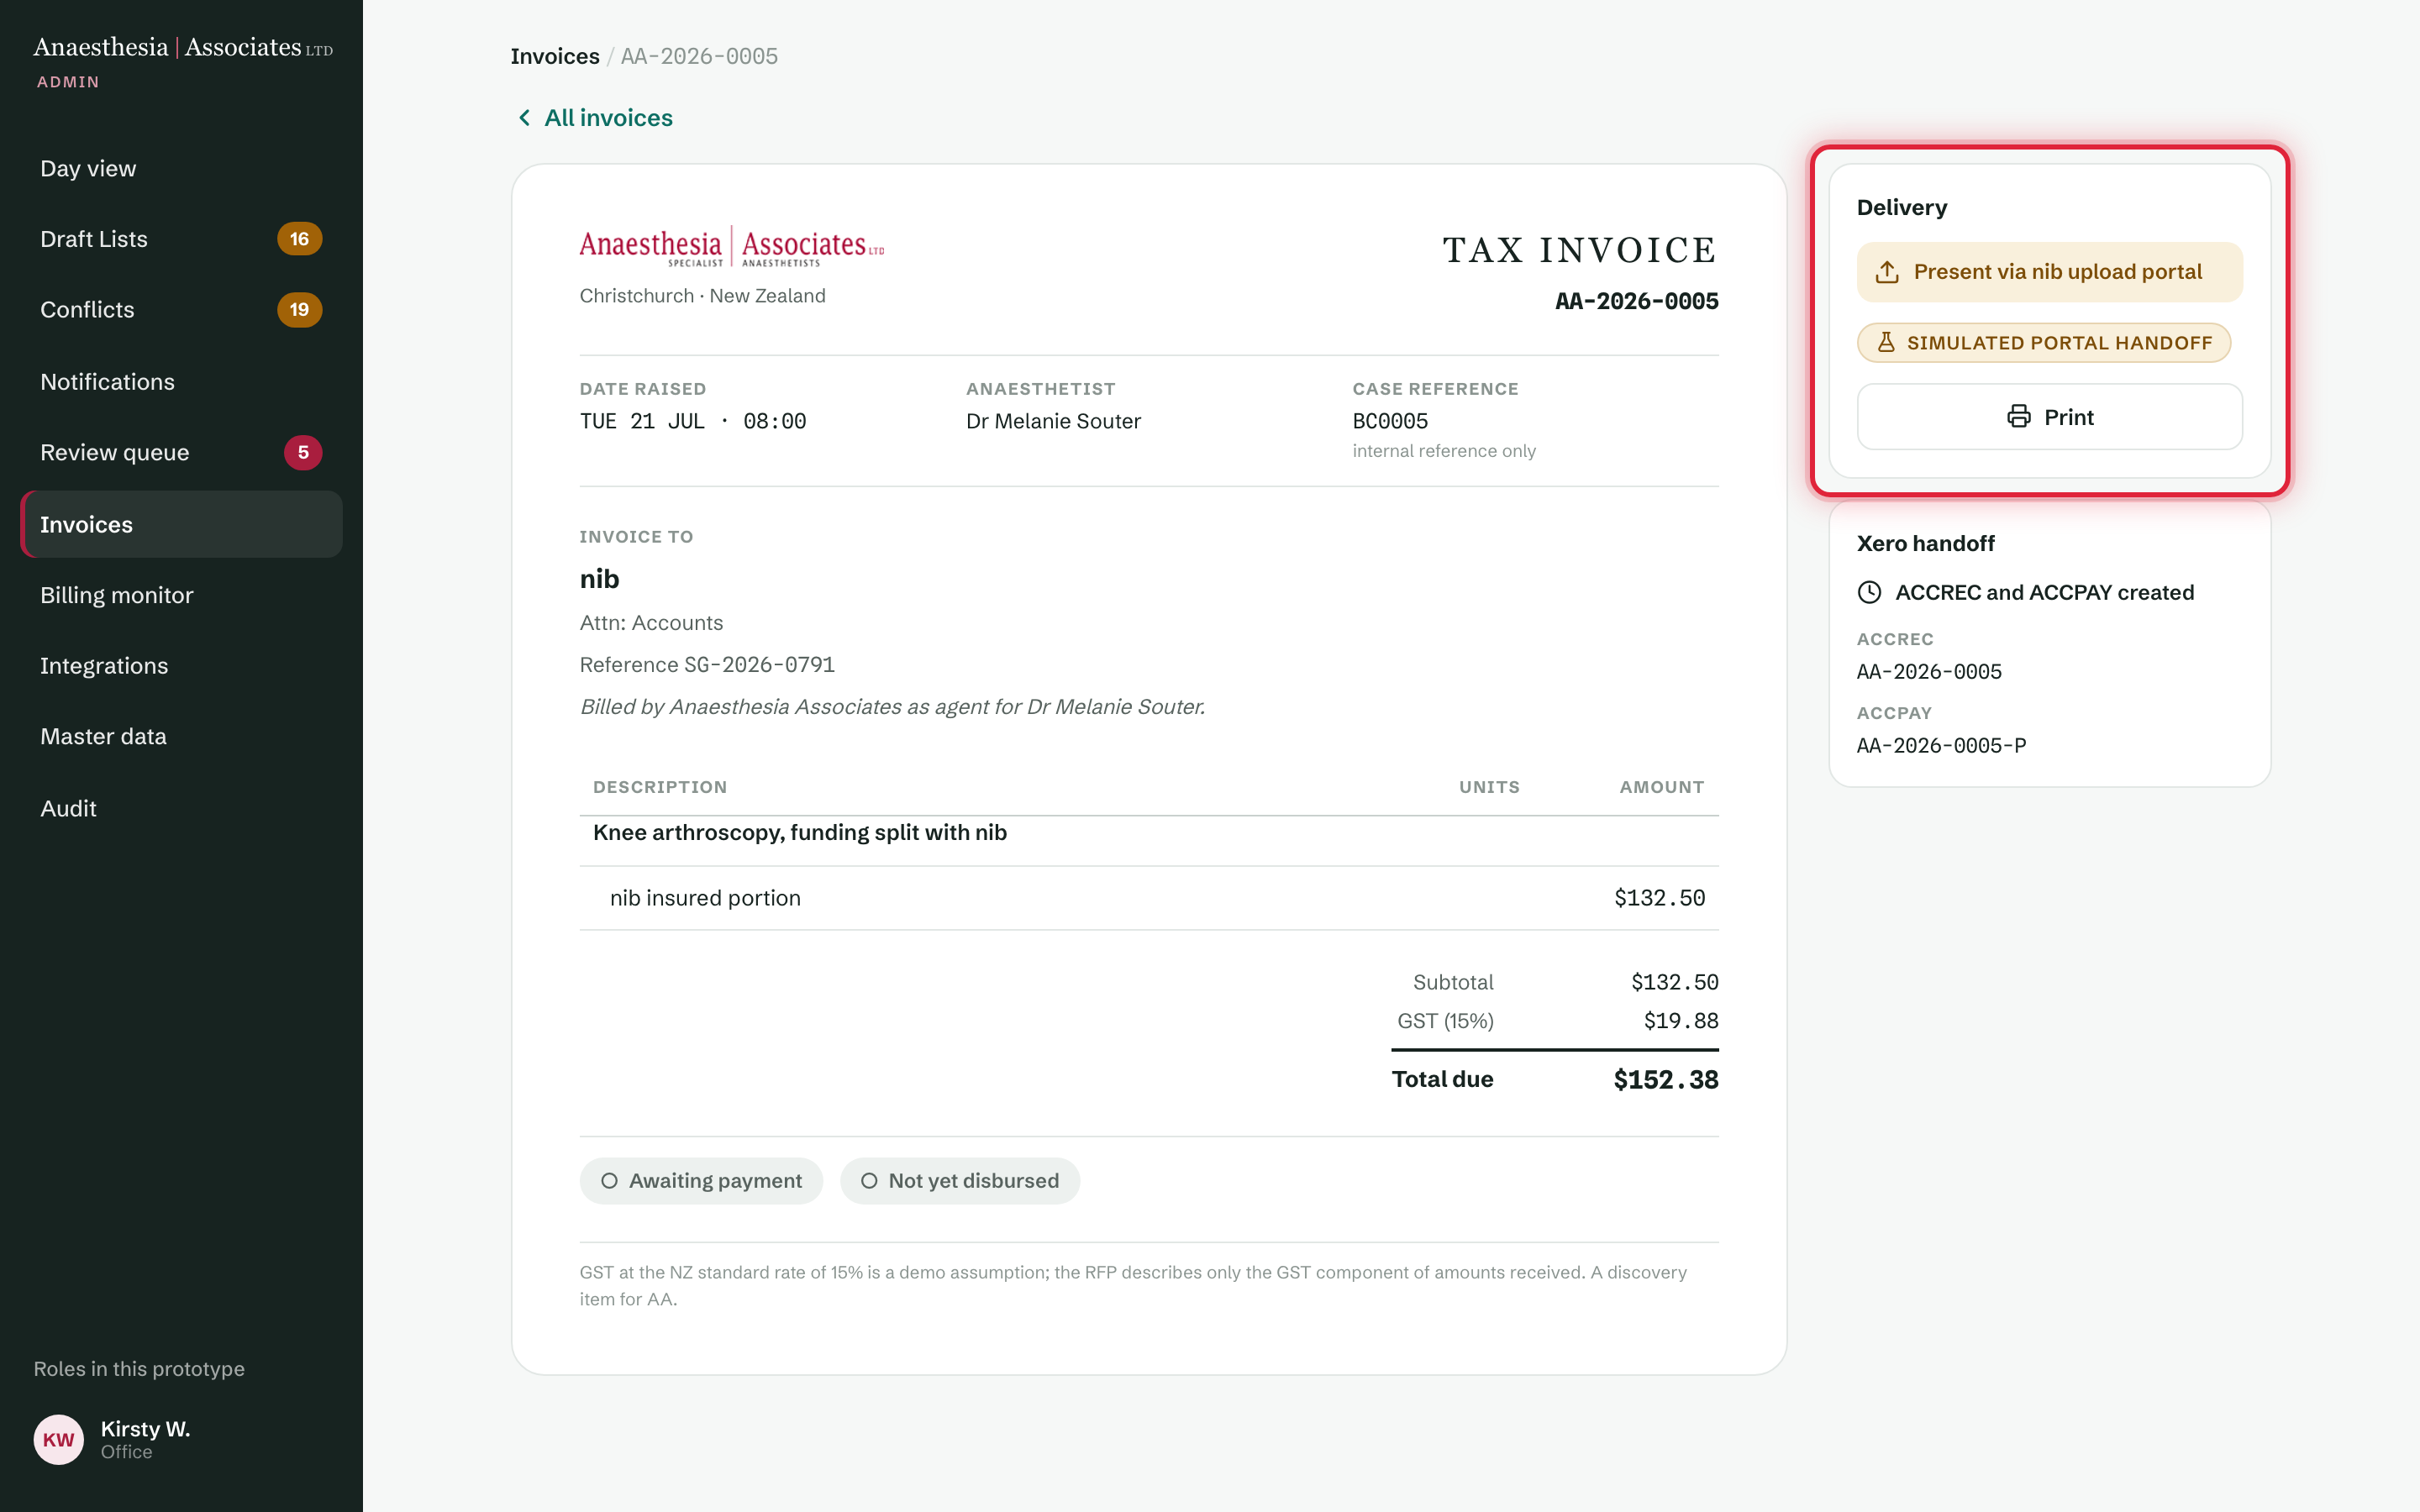 Anaesthesia | Associates LTD
ADMIN
Day view
Draft Lists 16
Conflicts 19
Notifications
Review queue 5
Invoices
Billing monitor
Integrations
Master data
Audit
Roles in this prototype
KW
Kirsty W.
Office
Invoices / AA-2026-0005
All invoices
Anaesthesia | Associates LTD
SPECIALIST ANAESTHETISTS
Christchurch · New Zealand
TAX INVOICE
AA-2026-0005
DATE RAISED
TUE 21 JUL · 08:00
ANAESTHETIST
Dr Melanie Souter
CASE REFERENCE
BC0005
internal reference only
INVOICE TO
nib
Attn: Accounts
Reference SG-2026-0791
Billed by Anaesthesia Associates as agent for Dr Melanie Souter.
DESCRIPTION UNITS AMOUNT
Knee arthroscopy, funding split with nib
nib insured portion $132.50
Subtotal $132.50
GST (15%) $19.88
Total due $152.38
Awaiting payment
Not yet disbursed
GST at the NZ standard rate of 15% is a demo assumption; the RFP describes only the GST component of amounts received. A discovery
item for AA.
Delivery
Present via nib upload portal
SIMULATED PORTAL HANDOFF
Print
Xero handoff
ACCREC and ACCPAY created
ACCREC
AA-2026-0005
ACCPAY
AA-2026-0005-P